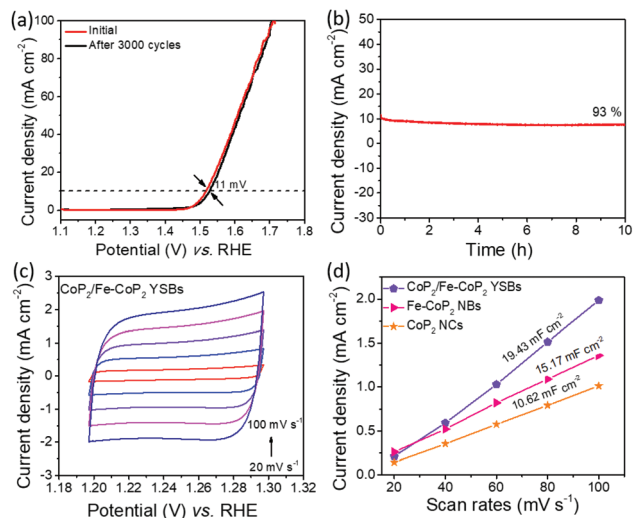 (a)
100
80
60
40
20
0
Current density (mA cm⁻²)
Initial
After 3000 cycles
11 mV
1.1 1.2 1.3 1.4 1.5 1.6 1.7 1.8
Potential (V) vs. RHE
(b)
50
40
30
20
10
0
-10
-20
-30
Current density (mA cm⁻²)
93 %
0 2 4 6 8 10
Time (h)
(c)
3
2
1
0
-1
-2
-3
Current density (mA cm⁻²)
CoP₂/Fe-CoP₂ YSBs
100 mV s⁻¹
20 mV s⁻¹
1.18 1.20 1.22 1.24 1.26 1.28 1.30 1.32
Potential (V) vs. RHE
(d)
2.0
1.5
1.0
0.5
0.0
Current density (mA cm⁻²)
CoP₂/Fe-CoP₂ YSBs
Fe-CoP₂ NBs
CoP₂ NCs
19.43 mF cm⁻²
15.17 mF cm⁻²
10.62 mF cm⁻²
20 40 60 80 100
Scan rates (mV s⁻¹)